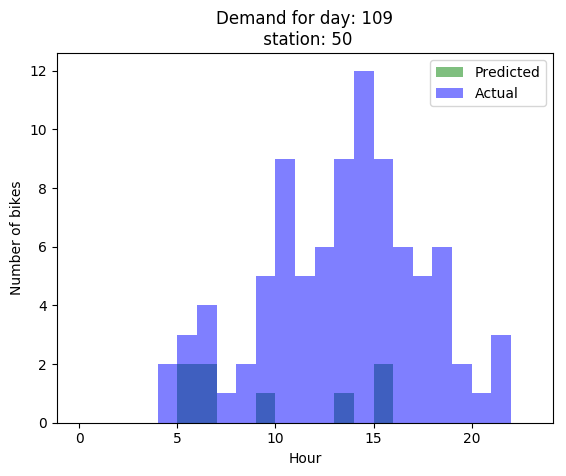 Demand for day: 109
station: 50
Predicted
Actual
Number of bikes
12
10
8
6
4
2
0
0
5
10
15
20
Hour